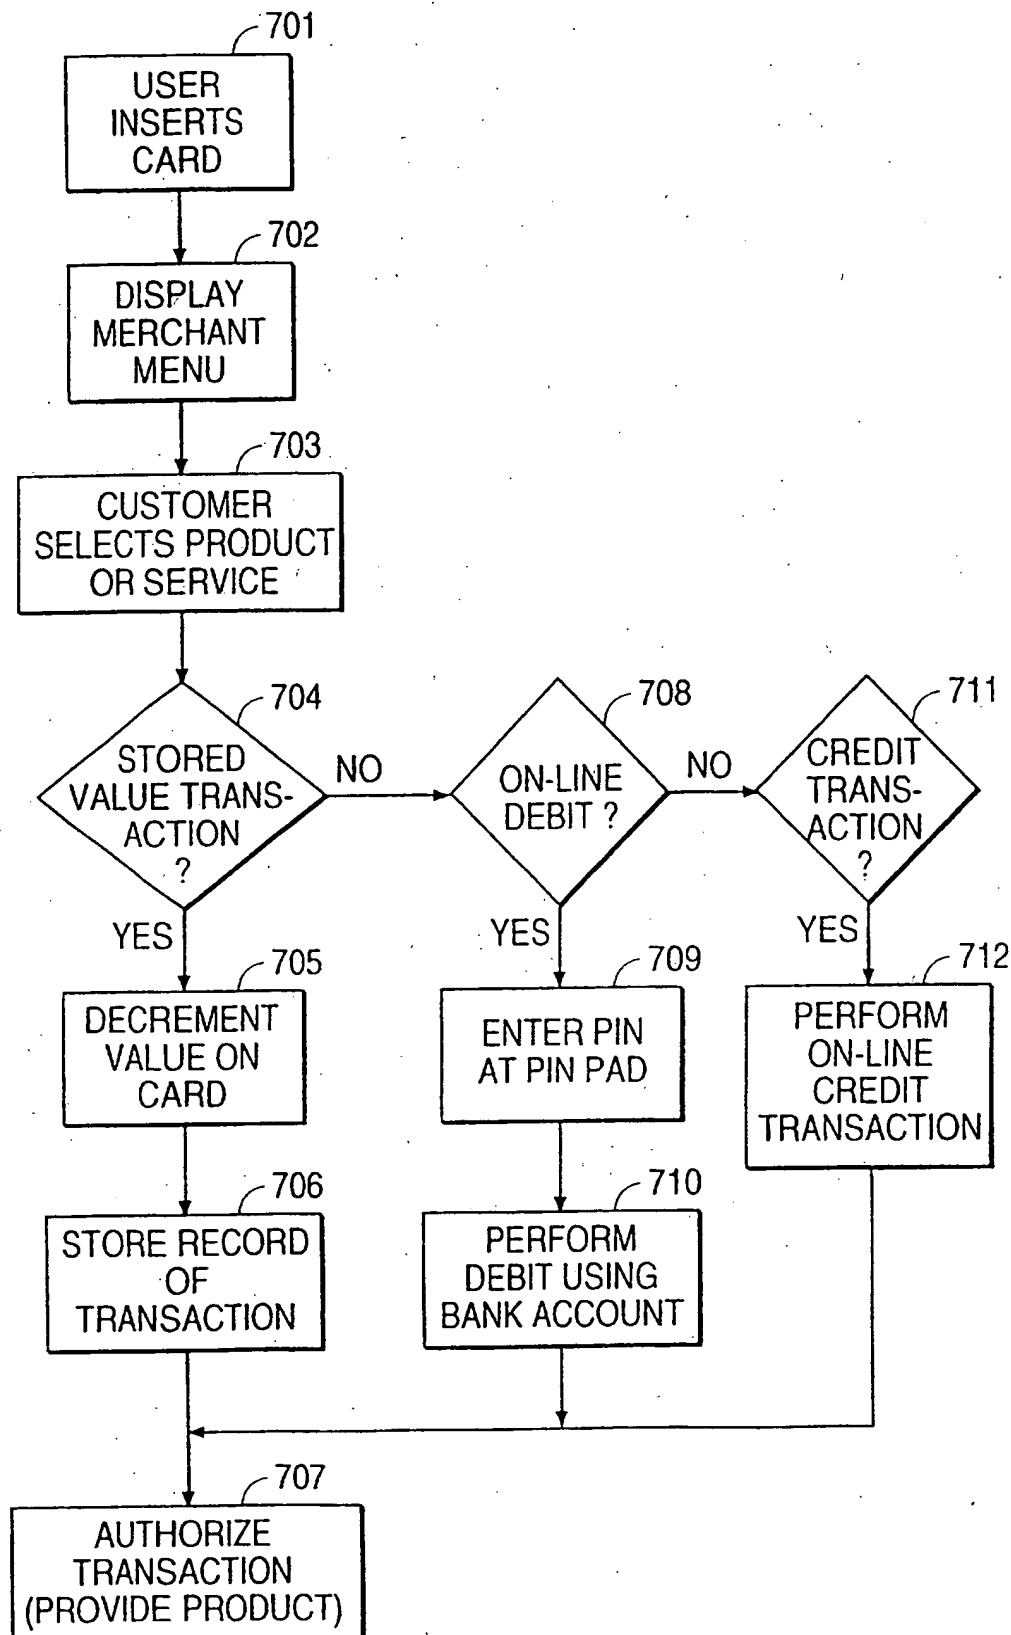 701
USER
INSERTS
CARD
702
DISPLAY
MERCHANT
MENU
703
CUSTOMER
SELECTS PRODUCT
OR SERVICE
704
STORED
VALUE TRANS-
ACTION
?
NO
YES
708
ON-LINE
DEBIT ?
NO
YES
711
CREDIT
TRANS-
ACTION
?
YES
705
DECREMENT
VALUE ON
CARD
709
ENTER PIN
AT PIN PAD
712
PERFORM
ON-LINE
CREDIT
TRANSACTION
706
STORE RECORD
OF
TRANSACTION
710
PERFORM
DEBIT USING
BANK ACCOUNT
707
AUTHORIZE
TRANSACTION
(PROVIDE PRODUCT)